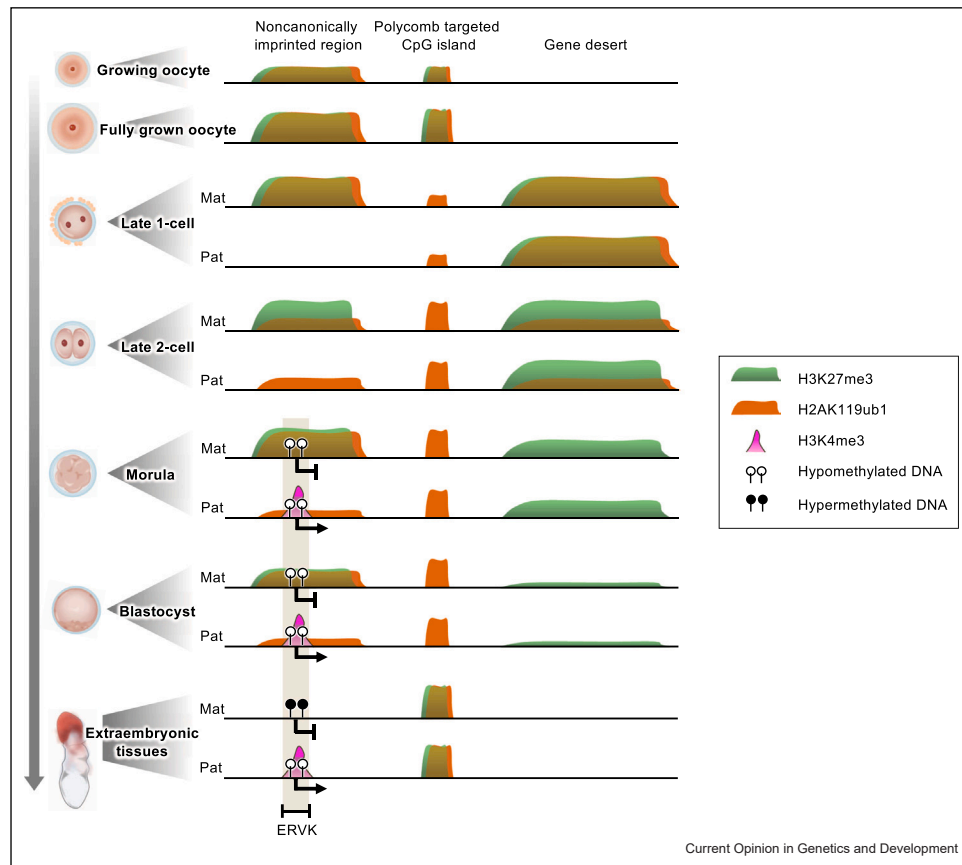 Noncanonically
imprinted region
Polycomb targeted
CpG island
Gene desert
Growing oocyte
Fully grown oocyte
Mat
Late 1-cell
Pat
Mat
Late 2-cell
Pat
Mat
Morula
Pat
Mat
Blastocyst
Pat
Mat
Extraembryonic
tissues
Pat
ERVK
H3K27me3
H2AK119ub1
H3K4me3
Hypomethylated DNA
Hypermethylated DNA
Current Opinion in Genetics and Development